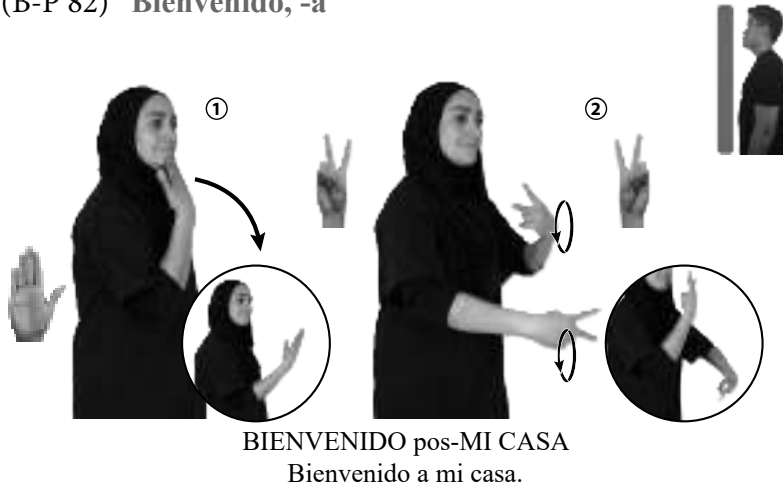 (B-P 82) Bienvenido, -a
① ②
BIENVENIDO pos-MI CASA
Bienvenido a mi casa.